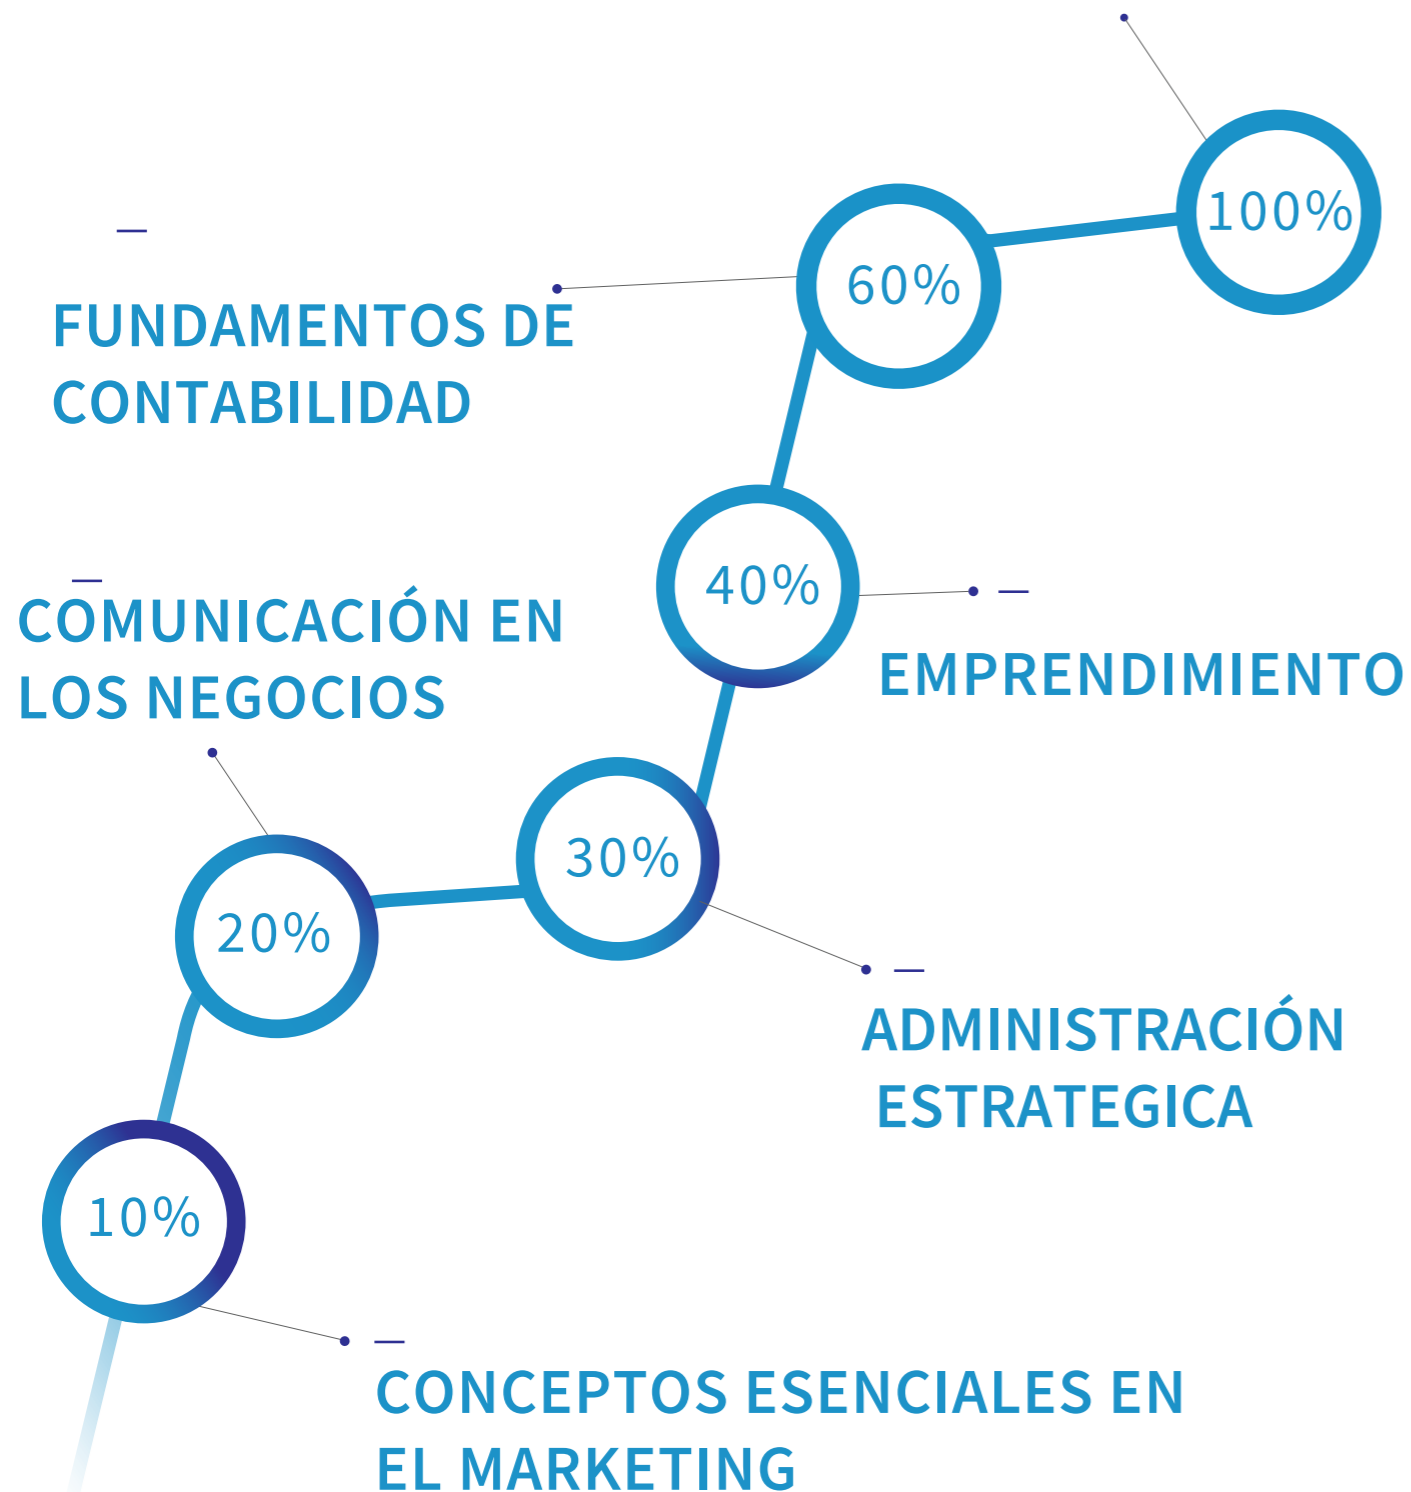 100%
60%
FUNDAMENTOS DE
CONTABILIDAD
40%
COMUNICACIÓN EN
LOS NEGOCIOS
EMPRENDIMIENTO
30%
20%
ADMINISTRACIÓN
ESTRATEGICA
10%
CONCEPTOS ESENCIALES EN
EL MARKETING